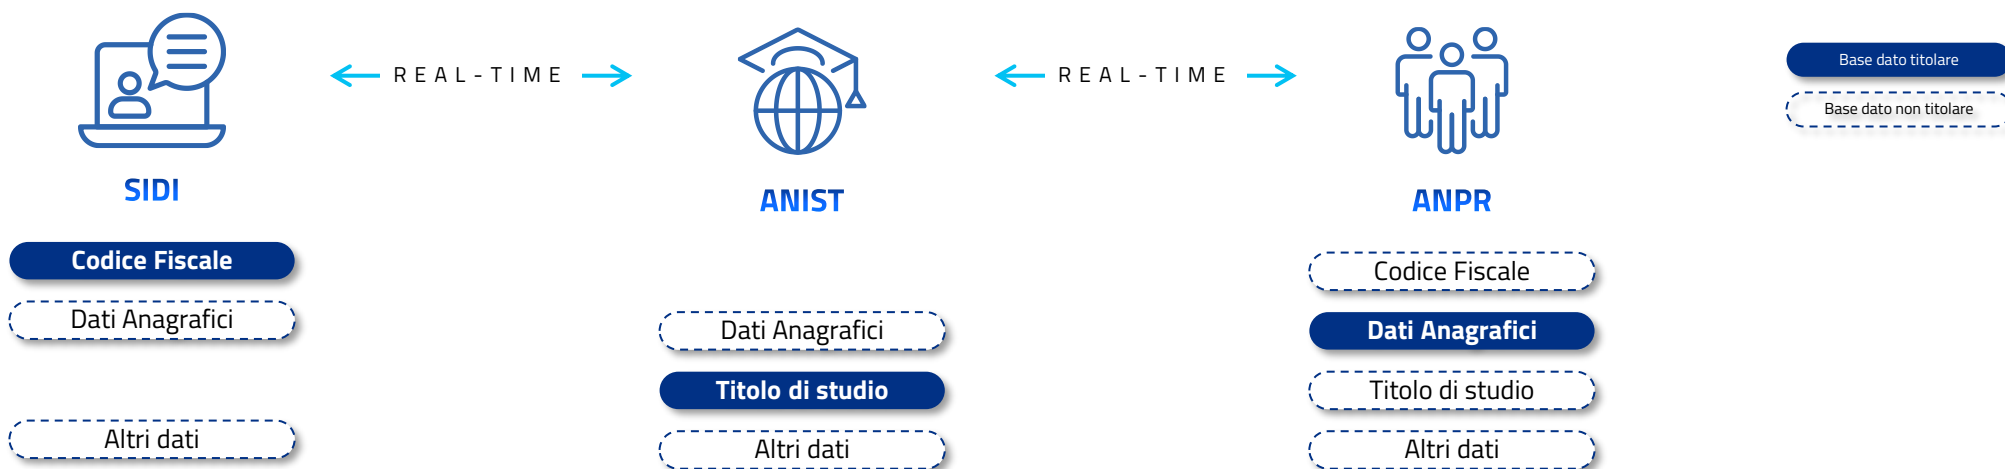 REAL-TIME
REAL-TIME
Base dato titolare
Base dato non titolare
SIDI
ANIST
ANPR
Codice Fiscale
Dati Anagrafici
Altri dati
Dati Anagrafici
Titolo di studio
Altri dati
Codice Fiscale
Dati Anagrafici
Titolo di studio
Altri dati